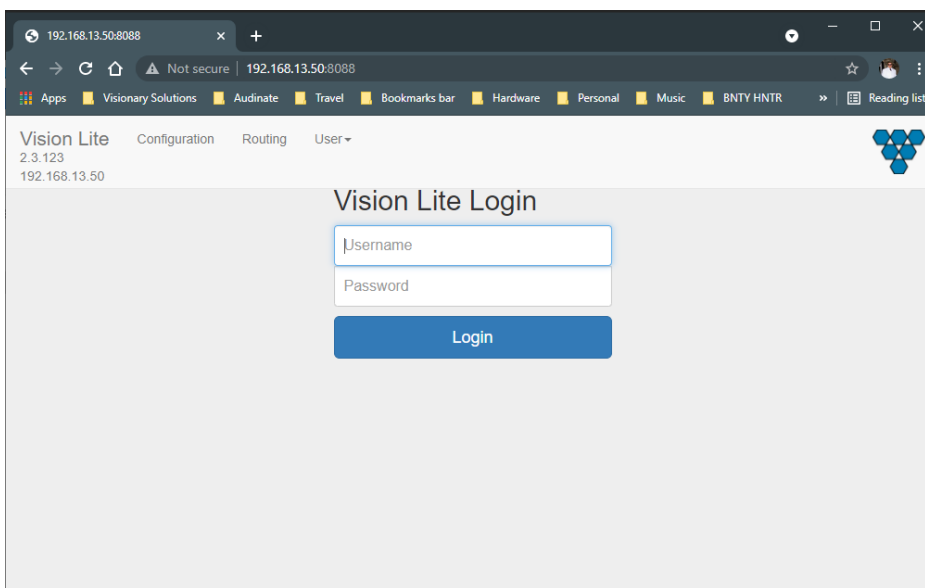 192.168.13.50:8088
Not secure | 192.168.13.50:8088
Apps Visionary Solutions Audinate Travel Bookmarks bar Hardware Personal Music BNTY HNTR » Reading list
Vision Lite Configuration Routing User
2.3.123
192.168.13.50
Vision Lite Login
Username
Password
Login